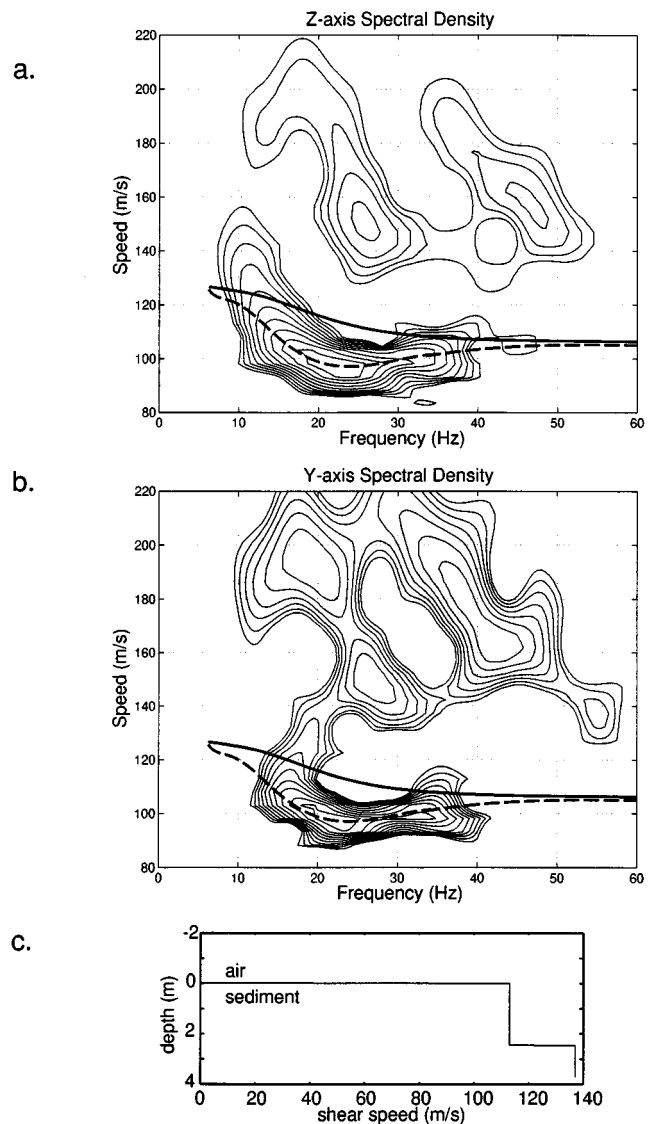 a.
Z-axis Spectral Density
220
200
180
160
140
120
100
80
Speed (m/s)
0 10 20 30 40 50 60
Frequency (Hz)
b.
Y-axis Spectral Density
220
200
180
160
140
120
100
80
Speed (m/s)
0 10 20 30 40 50 60
Frequency (Hz)
c.
-2
0
2
4
depth (m)
air
sediment
0 20 40 60 80 100 120 140
shear speed (m/s)